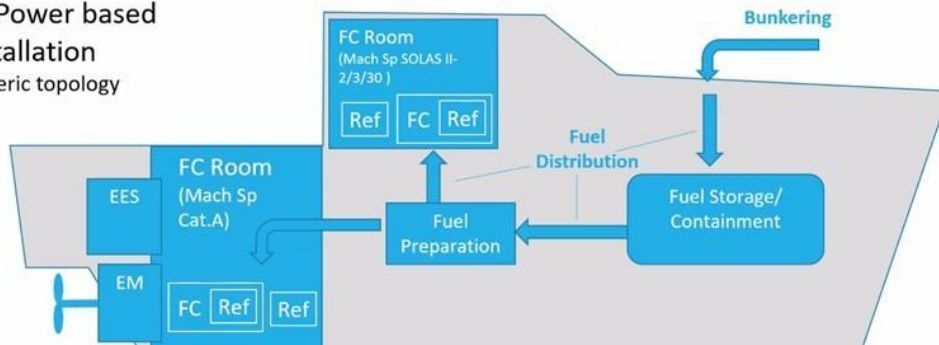 Power based
tallation
eric topology
Bunkering
FC Room
(Mach Sp SOLAS II-
2/3/30 )
Ref
FC
Ref
Fuel
Distribution
FC Room
(Mach Sp
Cat.A)
EES
Fuel Storage/
Containment
Fuel
Preparation
EM
FC
Ref
Ref